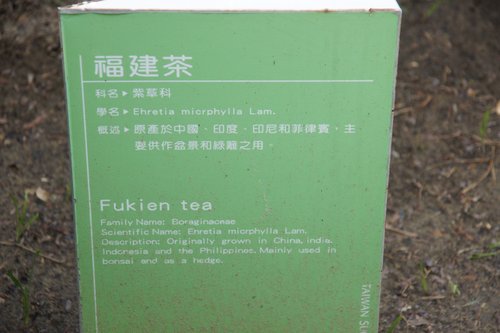 福建茶
科名▸紫草科
學名▸Ehretia micrphylla Lam.
概述▸原產於中國、印度、印尼和菲律賓，主
製供作盆景和綠籬之用。
Fukien tea
Family Name: Boraginaceae
Scientific Name: Enretia micrphylla Lam.
Description: Originally grown in China, india,
Indonesia and the Philippines. Mainly used in
bonsai and as a hedge.
TAIWAN